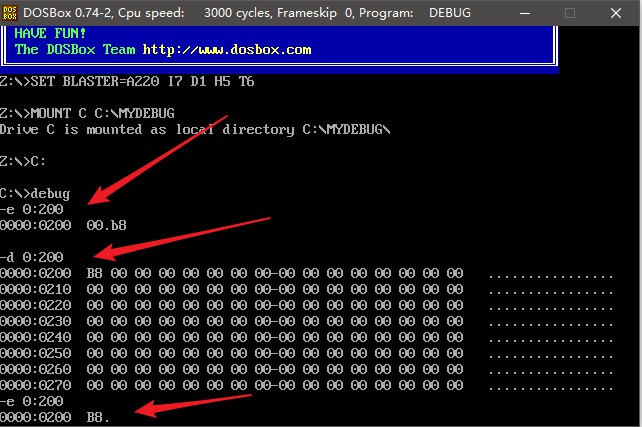 DOSBox 0.74-2, Cpu speed: 3000 cycles, Frameskip 0, Program: DEBUG
HAVE FUN!
The DOSBox Team http://www.dosbox.com
Z:\>SET BLASTER=A220 I7 D1 H5 T6
Z:\>MOUNT C C:\MYDEBUG
Drive C is mounted as local directory C:\MYDEBUG\
Z:\>C:
C:\>debug
-e 0:200
0000:0200 00.b8
-d 0:200
0000:0200 B8 00 00 00 00 00 00 00-00 00 00 00 00 00 00 00 ................
0000:0210 00 00 00 00 00 00 00 00-00 00 00 00 00 00 00 00 ................
0000:0220 00 00 00 00 00 00 00 00-00 00 00 00 00 00 00 00 ................
0000:0230 00 00 00 00 00 00 00 00-00 00 00 00 00 00 00 00 ................
0000:0240 00 00 00 00 00 00 00 00-00 00 00 00 00 00 00 00 ................
0000:0250 00 00 00 00 00 00 00 00-00 00 00 00 00 00 00 00 ................
0000:0260 00 00 00 00 00 00 00 00-00 00 00 00 00 00 00 00 ................
0000:0270 00 00 00 00 00 00 00 00-00 00 00 00 00 00 00 00 ................
-e 0:200
0000:0200 B8.